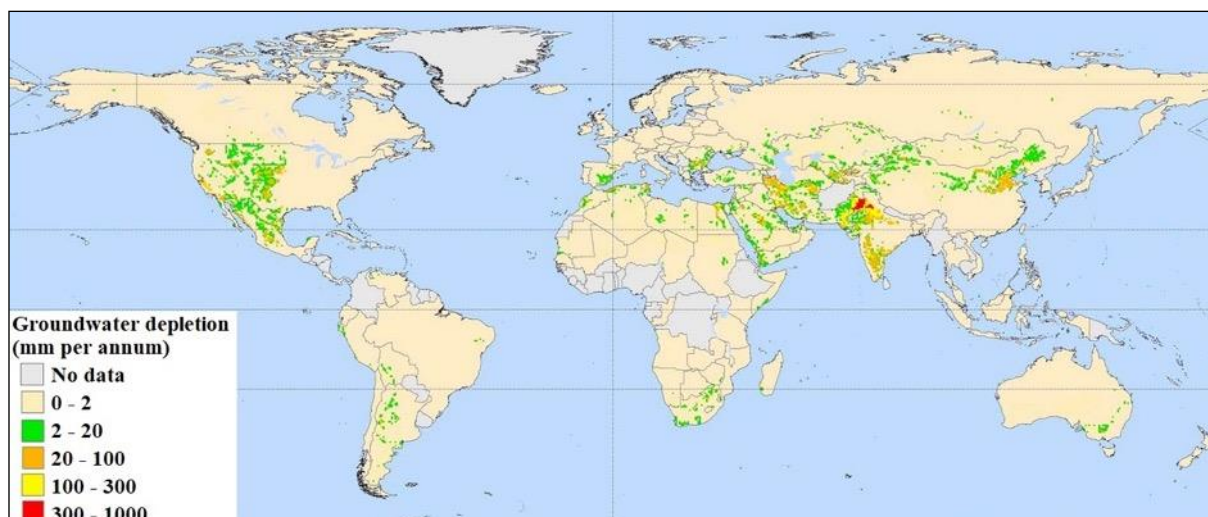 Groundwater depletion
(mm per annum)
No data
0 - 2
2 - 20
20 - 100
100 - 300
300 - 1000